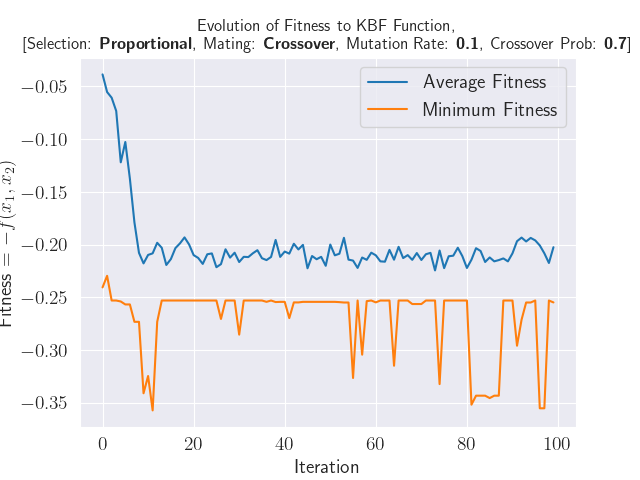 Evolution of Fitness to KBF Function,
[Selection: Proportional, Mating: Crossover, Mutation Rate: 0.1, Crossover Prob: 0.7]
Average Fitness
Minimum Fitness
−0.05
−0.10
−0.15
−0.20
−0.25
−0.30
−0.35
Fitness = −f(x₁, x₂)
0 20 40 60 80 100
Iteration